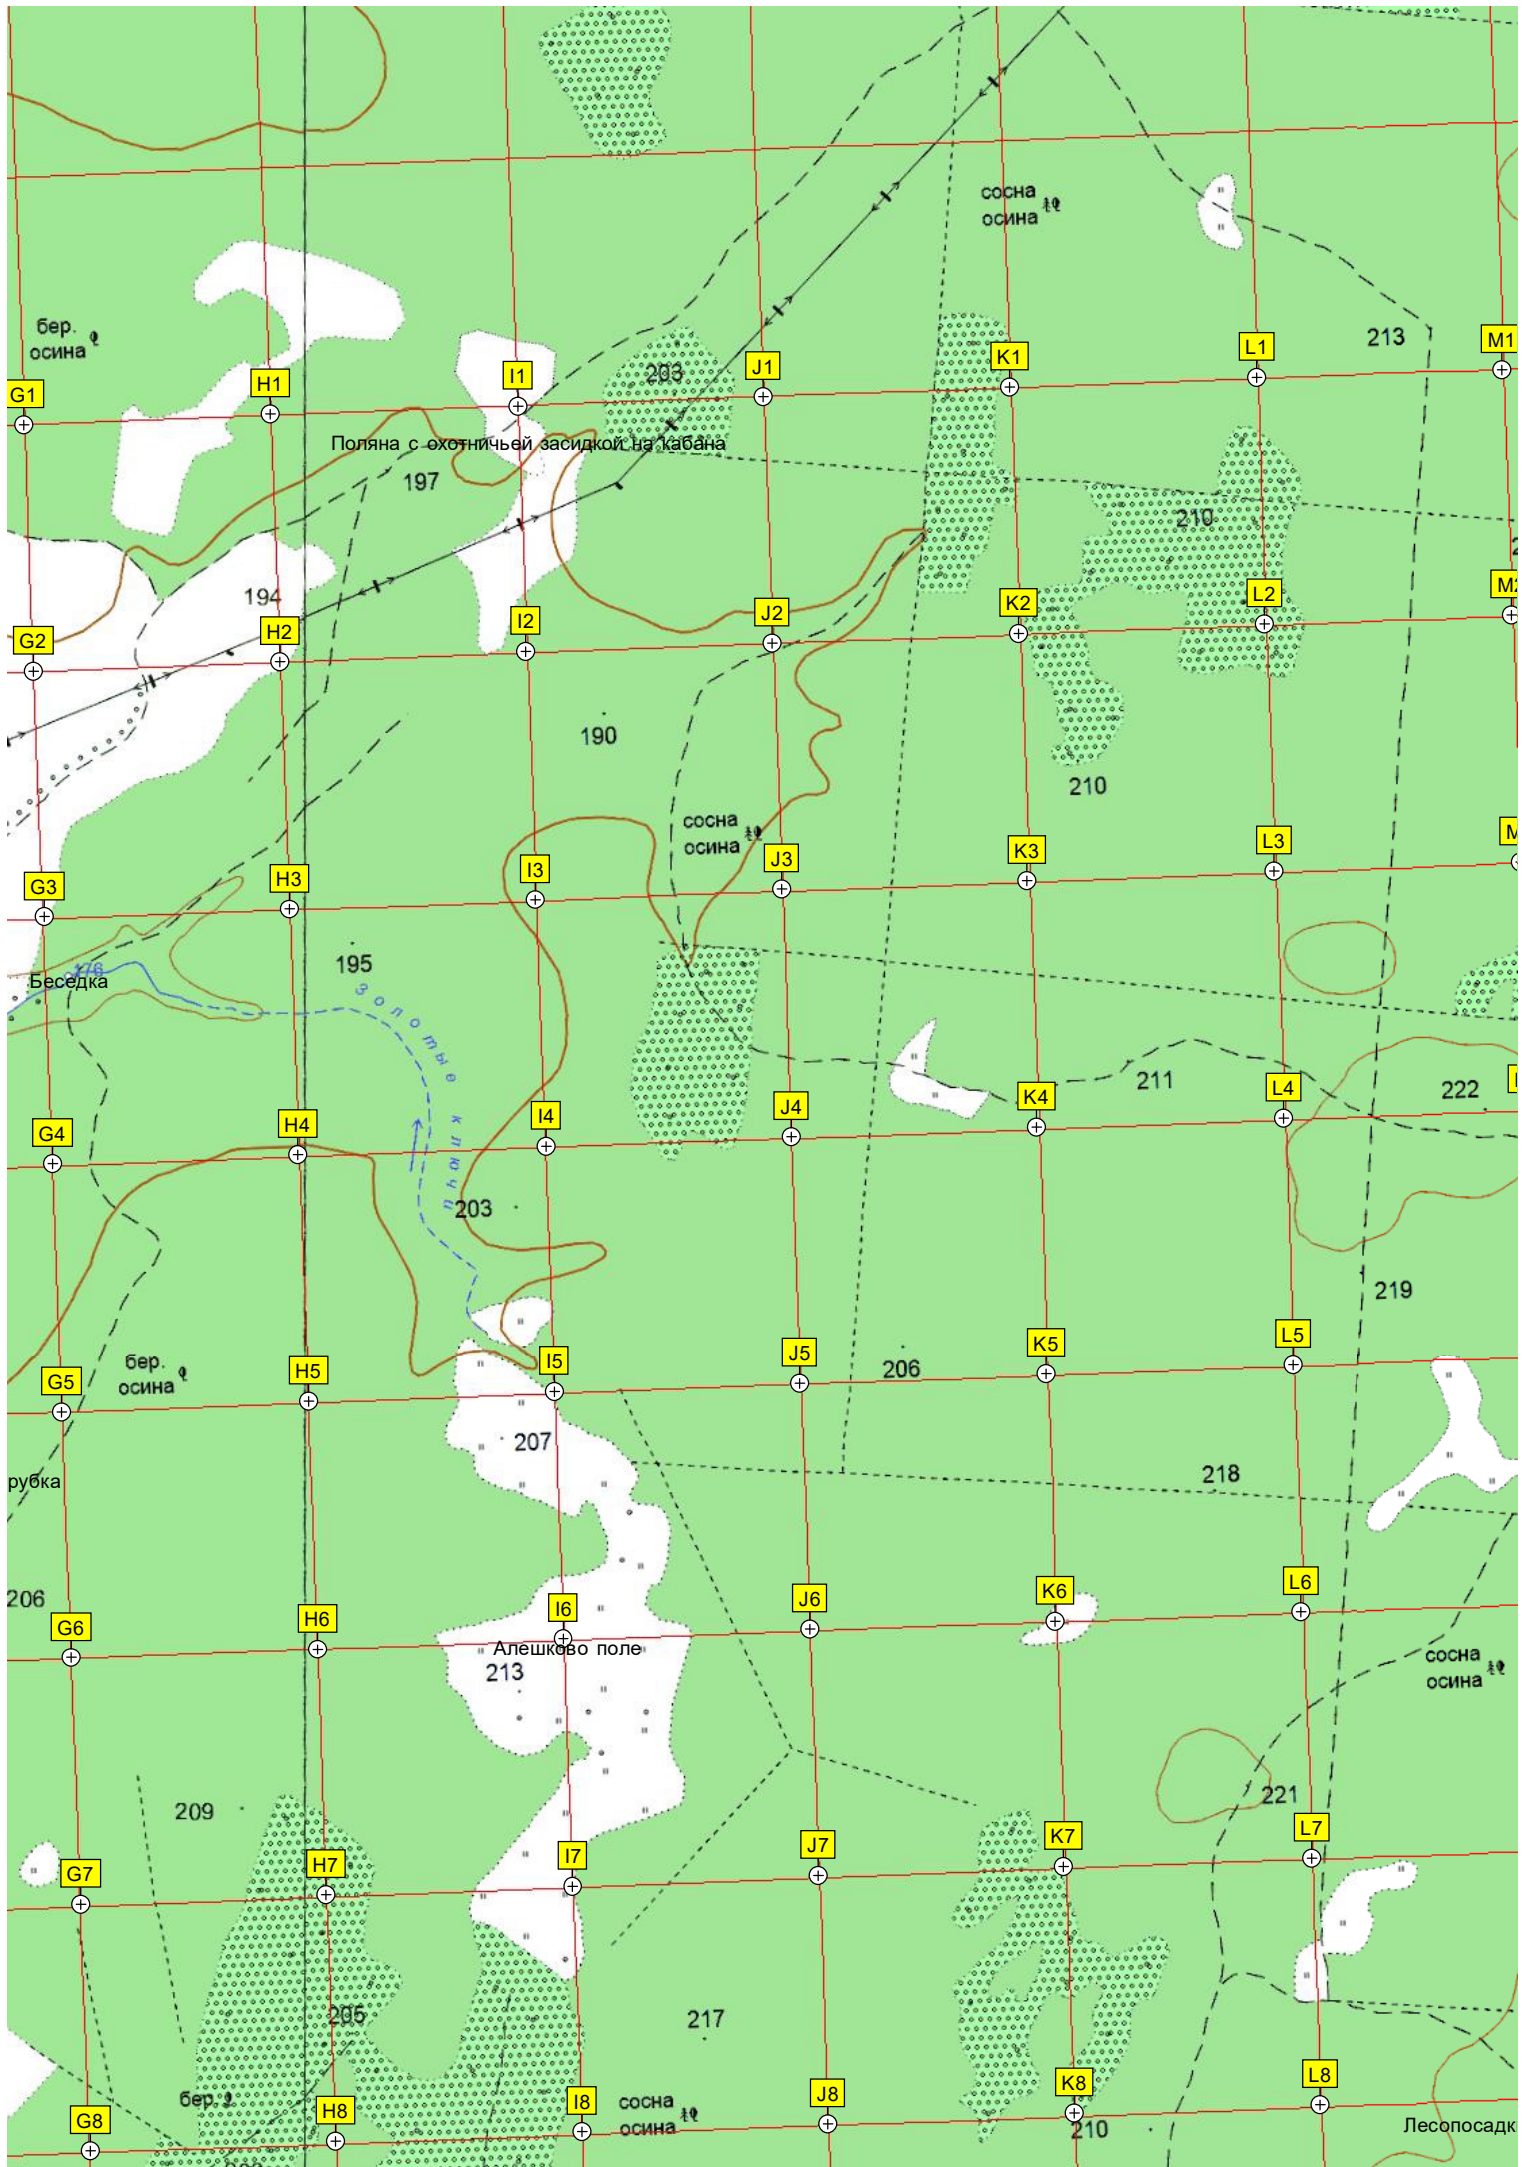 сосна
осина
бер.
осина
213
G1
H1
I1
203
J1
K1
L1
M1
Поляна с охотничьей засидкой на кабана
197
210
194
G2
H2
I2
J2
K2
L2
190
210
сосна
осина
G3
H3
I3
J3
K3
L3
195
Беседка
176
Золотые ключи
211
222
G4
H4
I4
J4
K4
L4
203
219
бер.
осина
G5
H5
I5
J5
206
K5
L5
207
рубка
218
206
G6
H6
I6
J6
K6
L6
Алешково поле
213
сосна
осина
209
221
G7
H7
I7
J7
K7
L7
205
217
бер.
сосна
осина
G8
H8
I8
J8
K8
L8
210
Лесопосадк